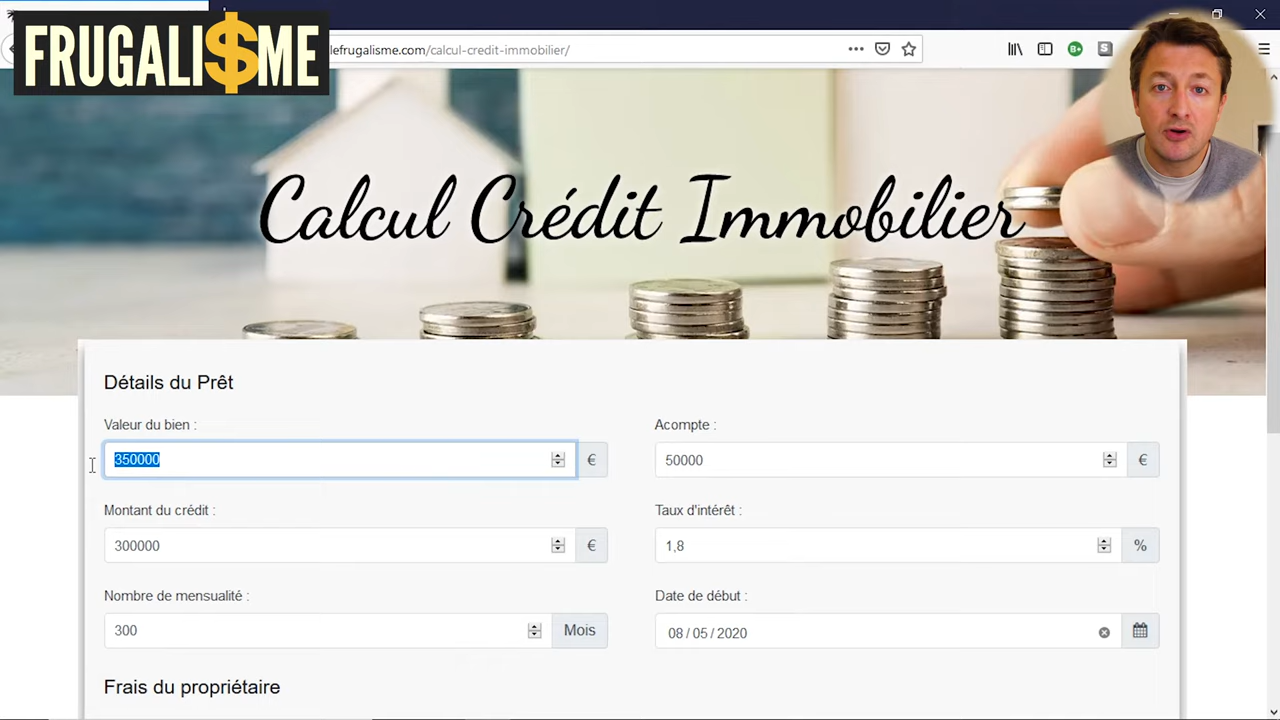 FRUGALI$ME
lefrugalisme.com/calcul-credit-immobilier/
B+
S
Calcul Crédit Immobilier
Détails du Prêt
Valeur du bien :
Acompte :
350000
€
50000
€
Montant du crédit :
Taux d'intérêt :
300000
€
1,8
%
Nombre de mensualité :
Date de début :
300
Mois
08 / 05 / 2020
Frais du propriétaire